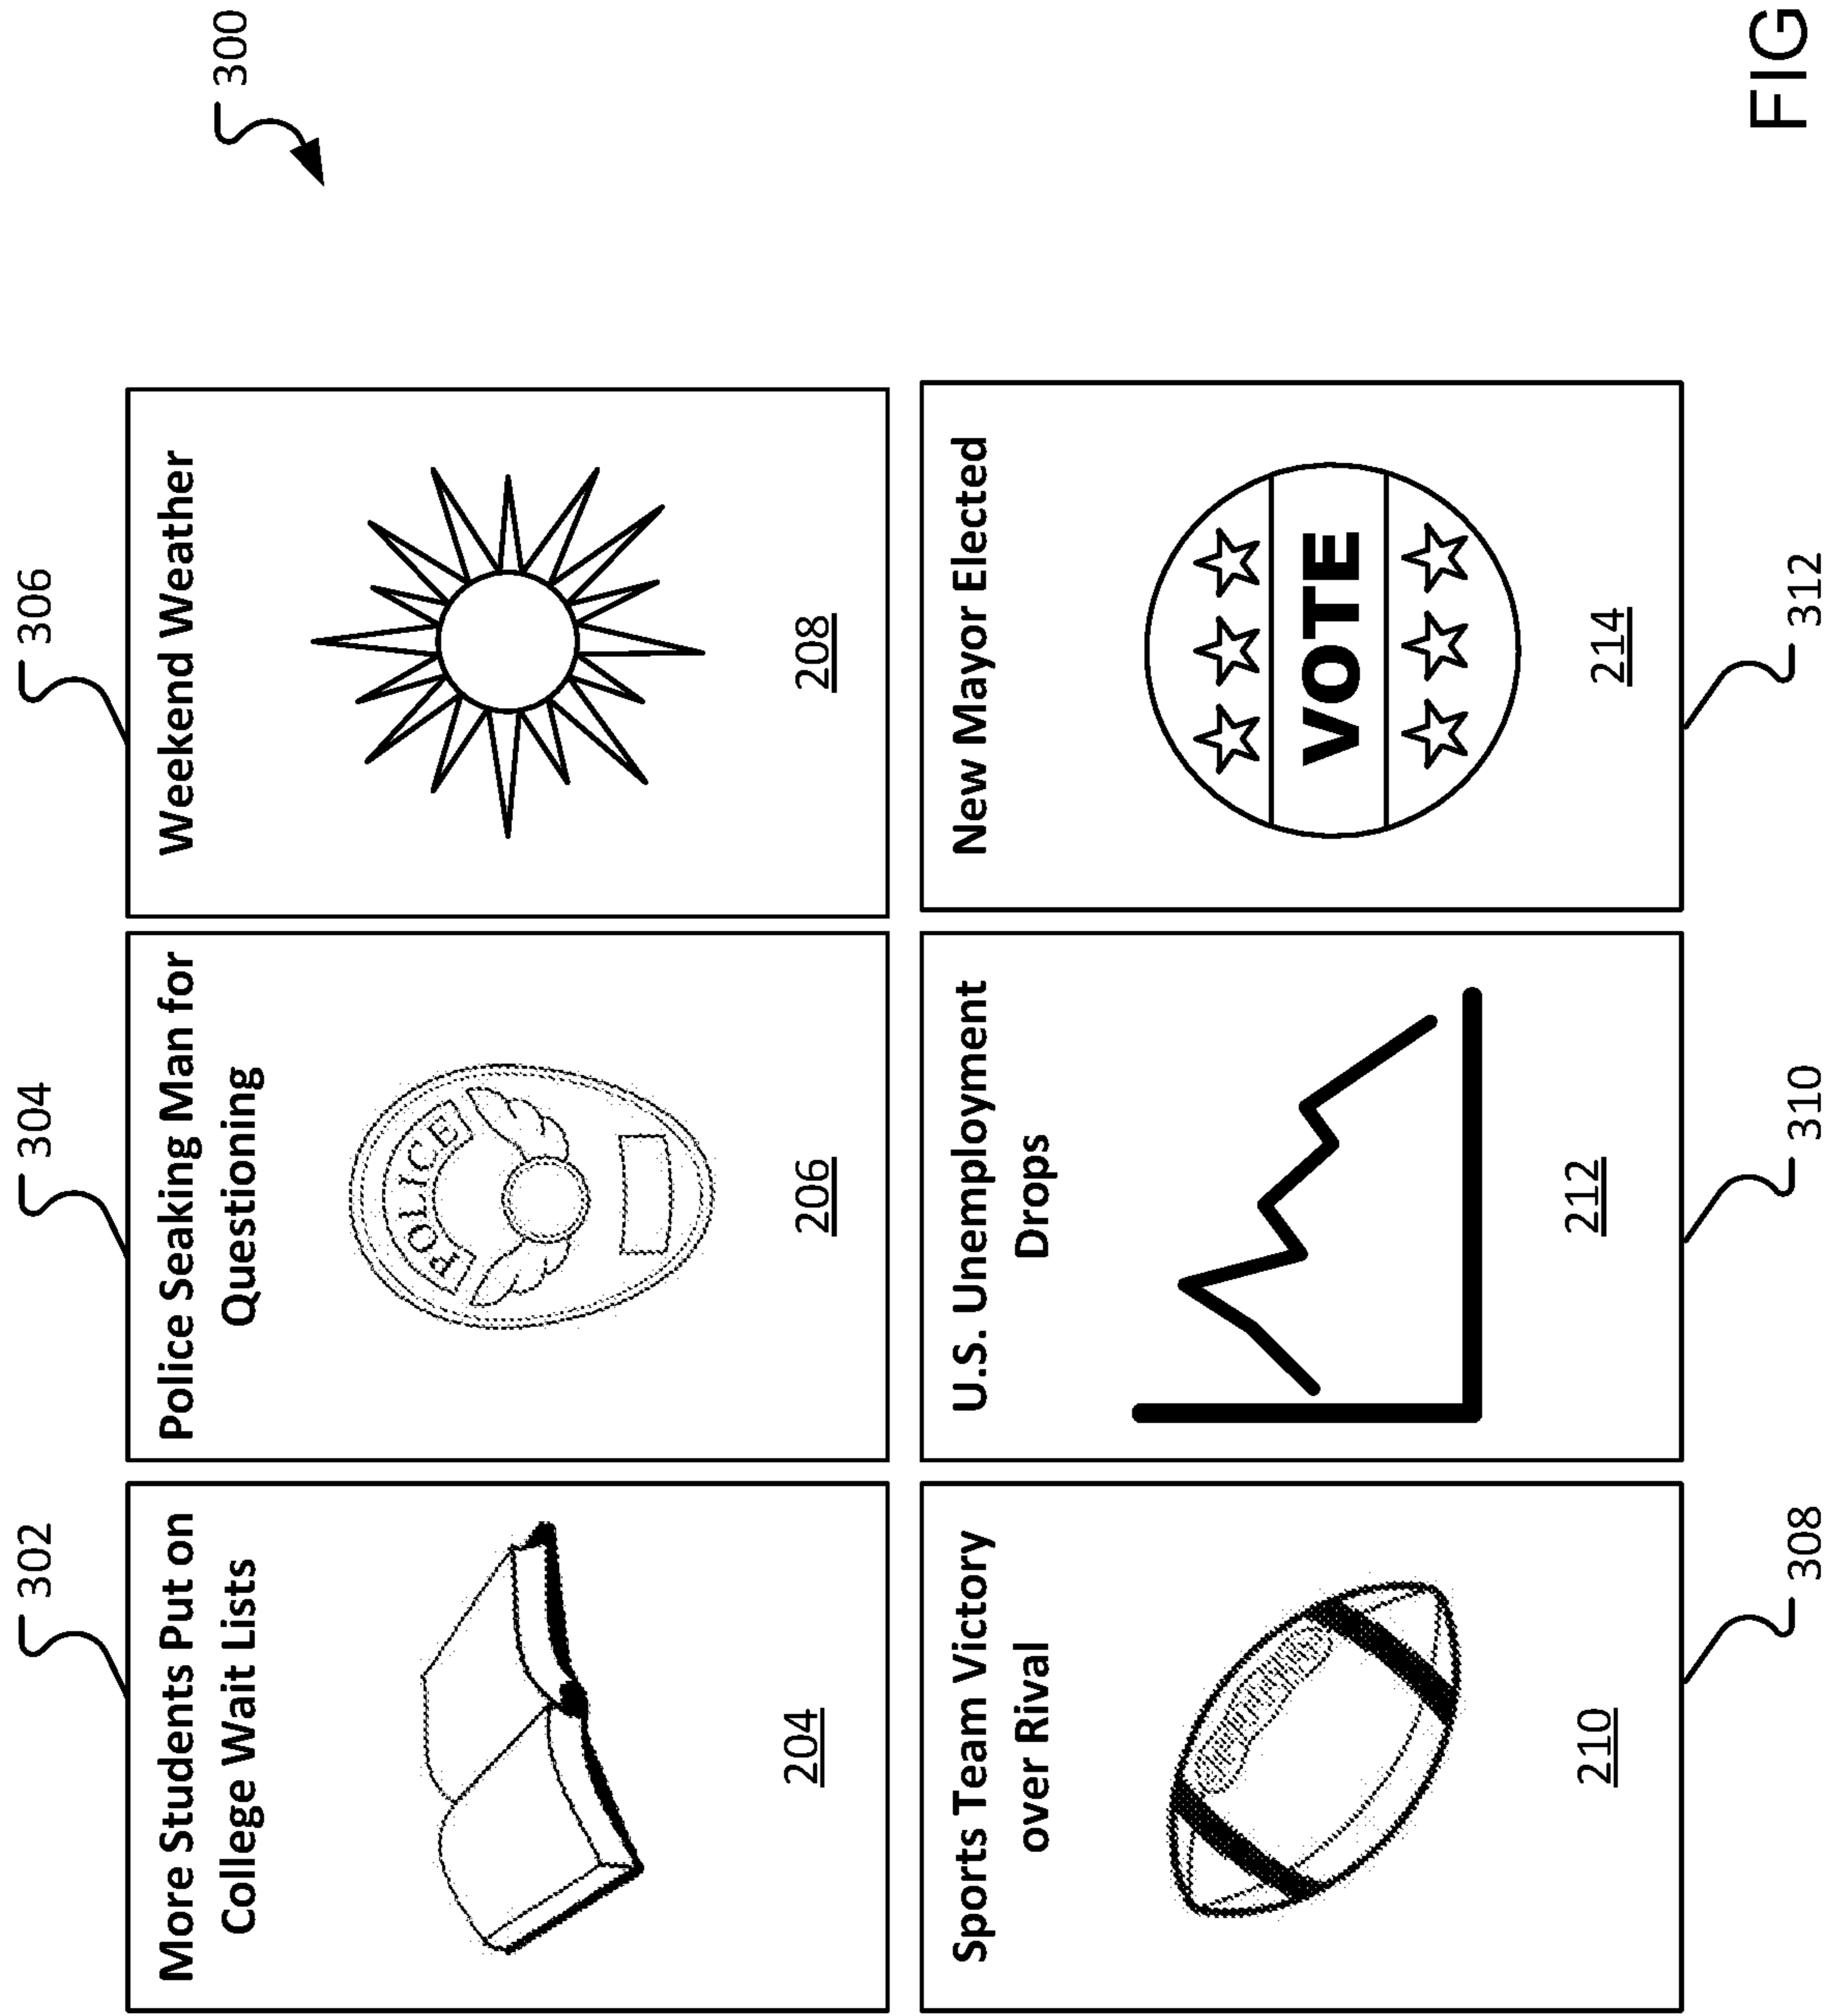 300
302
304
306
More Students Put on
College Wait Lists
204
Police Seaking Man for
Questioning
POLICE
206
Weekend Weather
208
Sports Team Victory
over Rival
210
U.S. Unemployment
Drops
212
New Mayor Elected
VOTE
214
308
310
312
FIG